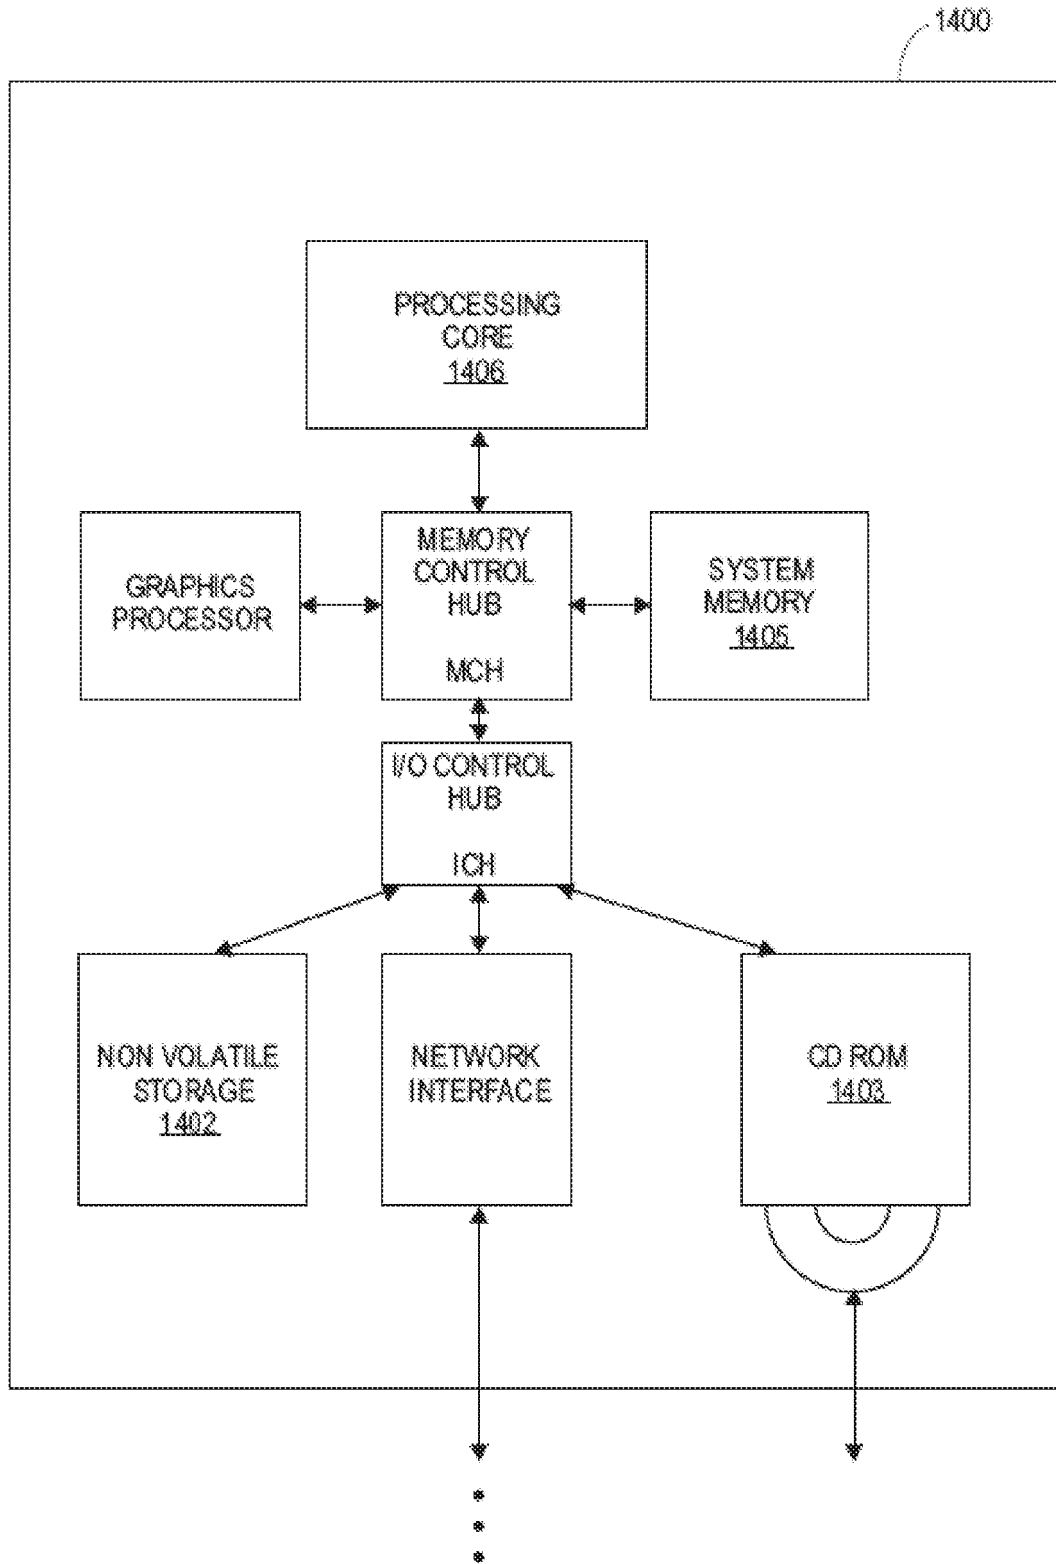 1400
PROCESSING
CORE
1406
GRAPHICS
PROCESSOR
MEMORY
CONTROL
HUB
MCH
SYSTEM
MEMORY
1405
I/O CONTROL
HUB
ICH
NON VOLATILE
STORAGE
1402
NETWORK
INTERFACE
CD ROM
1403